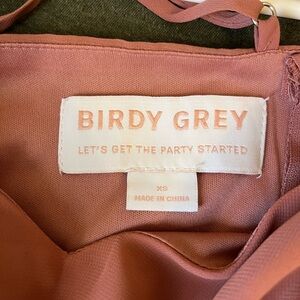 BIRDY GREY
LET'S GET THE PARTY STARTED
XS
MADE IN CHINA